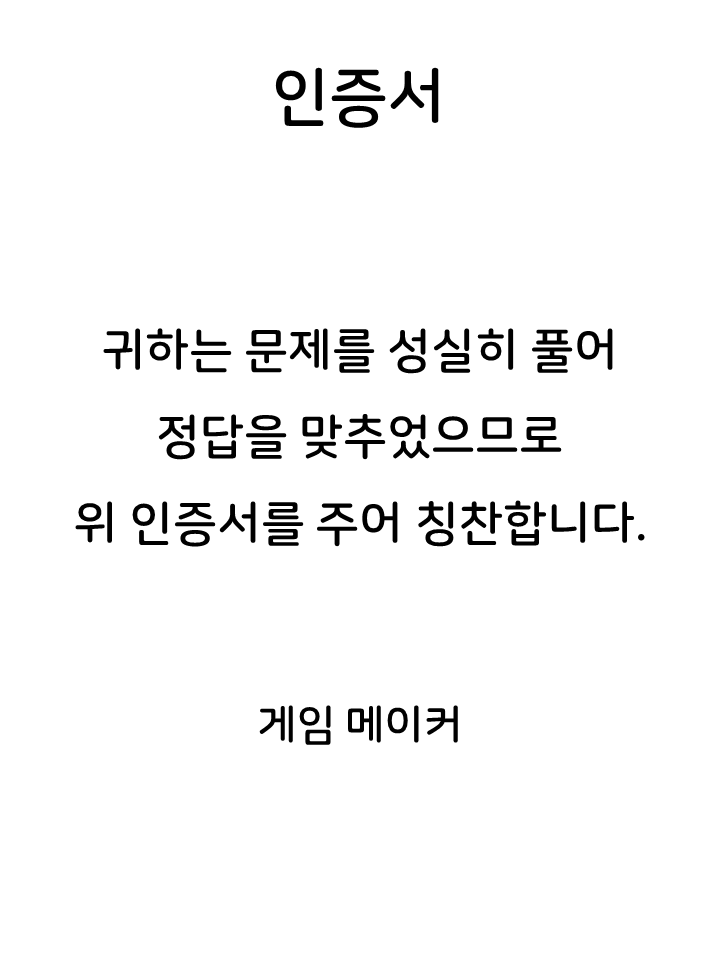 인증서
귀하는 문제를 성실히 풀어
정답을 맞추었으므로
위 인증서를 주어 칭찬합니다.
게임 메이커